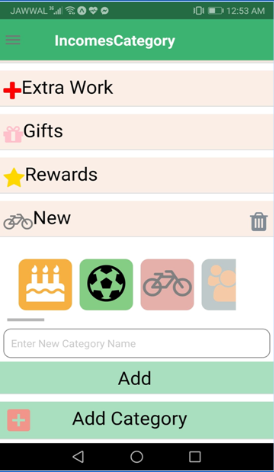 JAWWAL 12:53 AM
IncomesCategory
Extra Work
Gifts
Rewards
New
Enter New Category Name
Add
Add Category